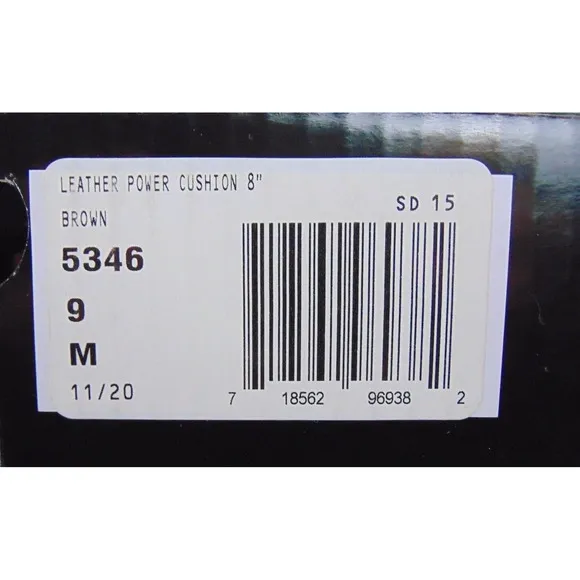 LEATHER POWER CUSHION 8"
BROWN
SD 15
5346
9
M
11/20
7 18562 96938 2